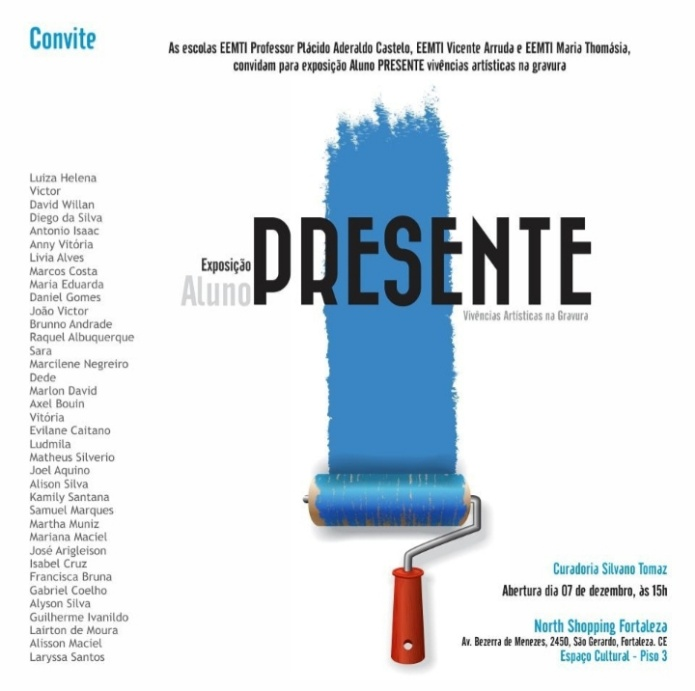 Convite
As escolas EEMTI Professor Plácido Aderaldo Castelo, EEMTI Vicente Arruda e EEMTI Maria Thomásia,
convidam para exposição Aluno PRESENTE vivências artísticas na gravura
Luiza Helena
Victor
David Willan
Diego da Silva
Antonio Isaac
Anny Vitória
Livia Alves
Marcos Costa
Maria Eduarda
Daniel Gomes
João Victor
Brunno Andrade
Raquel Albuquerque
Sara
Marcilene Negreiro
Dede
Marlon David
Axel Bouin
Vitória
Evilane Caitano
Ludmila
Matheus Silverio
Joel Aquino
Alison Silva
Kamily Santana
Samuel Marques
Martha Muniz
Mariana Maciel
José Arigleison
Isabel Cruz
Francisca Bruna
Gabriel Coelho
Alyson Silva
Guilherme Ivanildo
Lairton de Moura
Alisson Maciel
Laryssa Santos
Exposição
Aluno PRESENTE
Vivências Artísticas na Gravura
Curadoria Silvano Tomaz
Abertura dia 07 de dezembro, às 15h
North Shopping Fortaleza
Av. Bezerra de Menezes, 2450, São Gerardo, Fortaleza. CE
Espaço Cultural - Piso 3